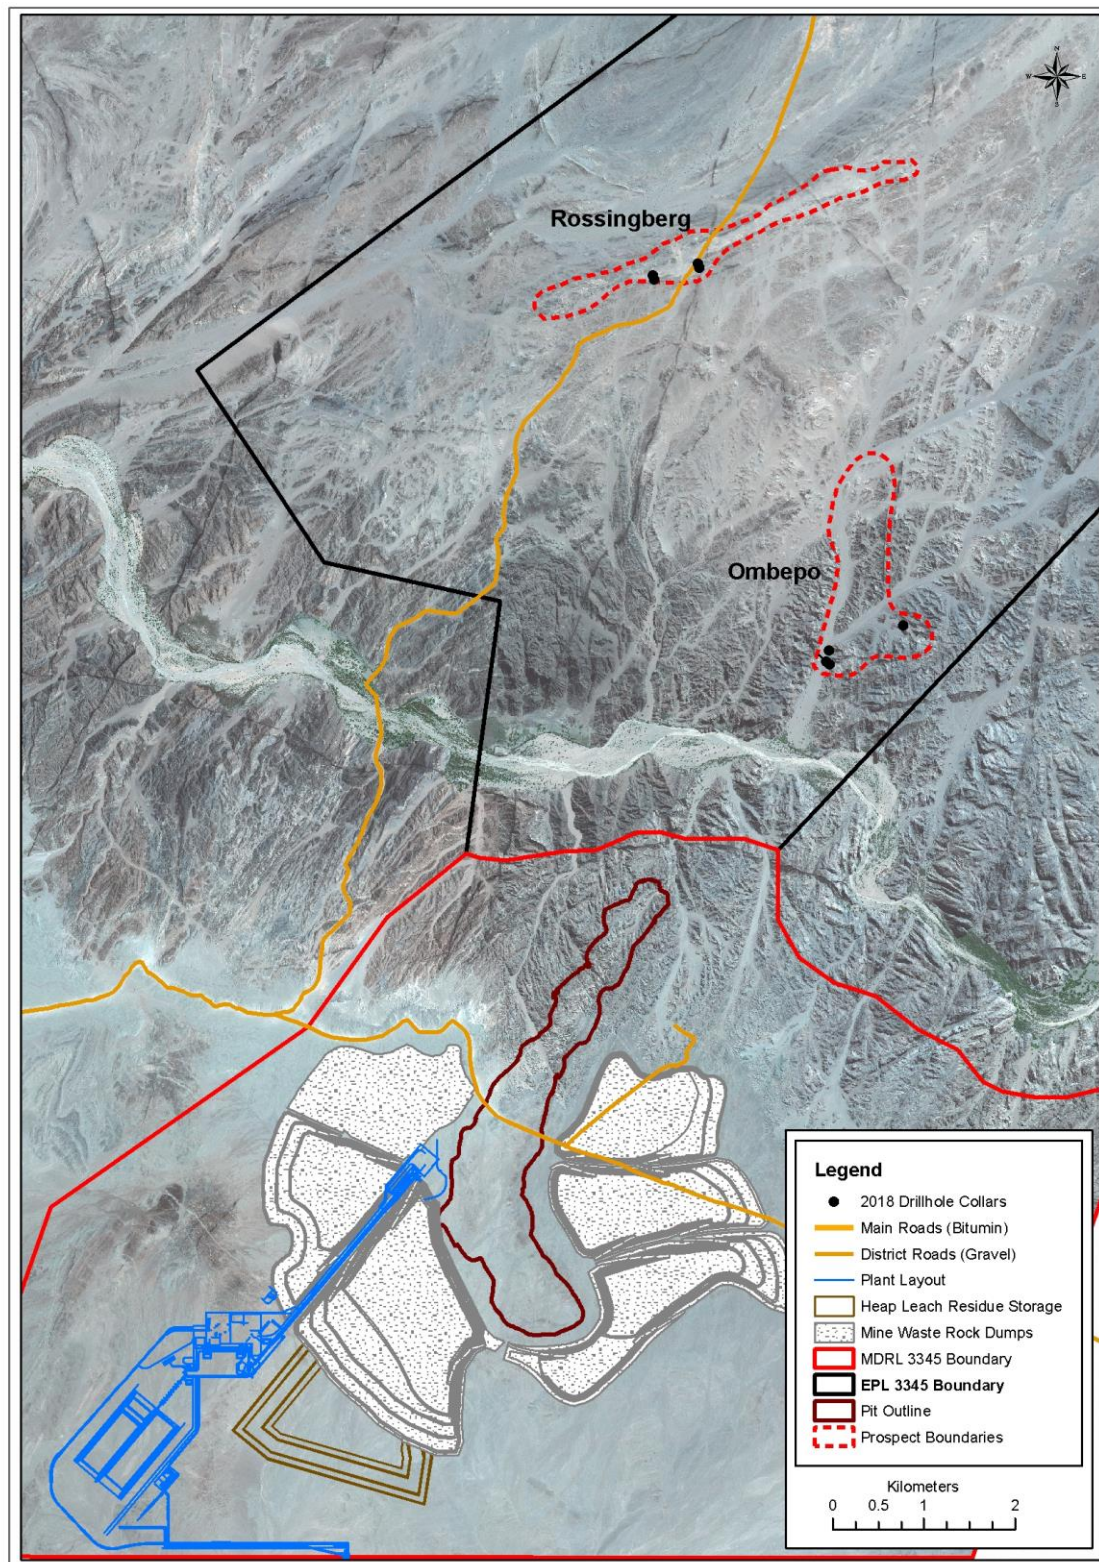 N
W E
S
Rossingberg
Ombepo
Legend
2018 Drillhole Collars
Main Roads (Bitumin)
District Roads (Gravel)
Plant Layout
Heap Leach Residue Storage
Mine Waste Rock Dumps
MDRL 3345 Boundary
EPL 3345 Boundary
Pit Outline
Prospect Boundaries
Kilometers
0 0.5 1 2